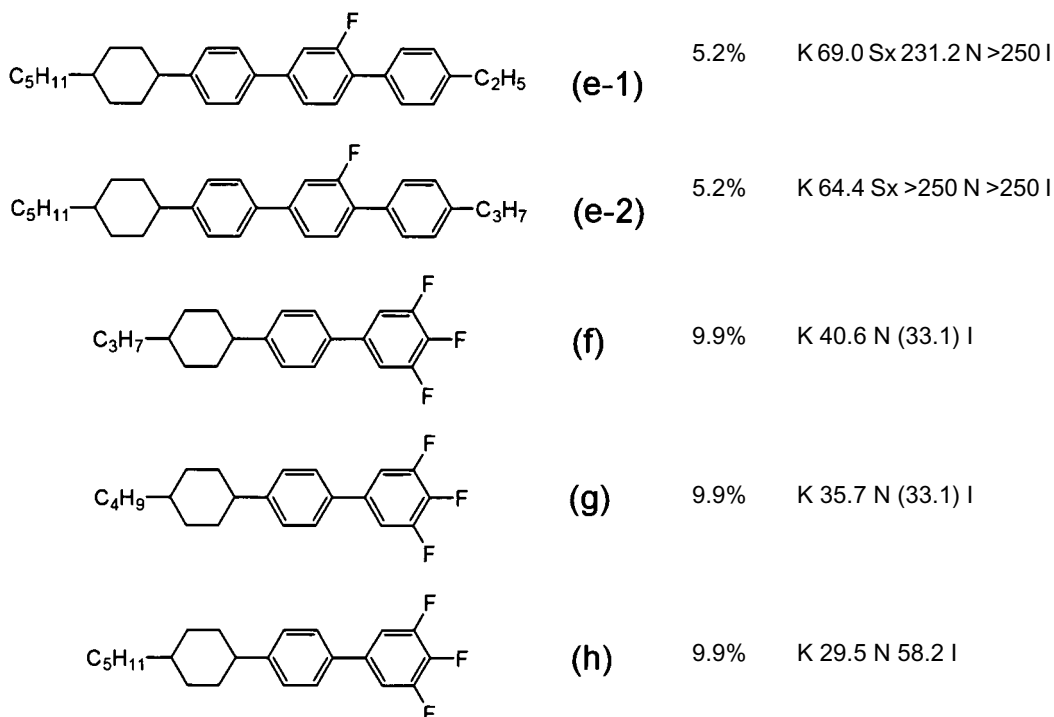 F
C₅H₁₁ C₂H₅ (e-1) 5.2% K 69.0 Sx 231.2 N >250 I
F
C₅H₁₁ C₃H₇ (e-2) 5.2% K 64.4 Sx >250 N >250 I
F
C₃H₇ F (f) 9.9% K 40.6 N (33.1) I
F
F
C₄H₉ F (g) 9.9% K 35.7 N (33.1) I
F
F
C₅H₁₁ F (h) 9.9% K 29.5 N 58.2 I
F